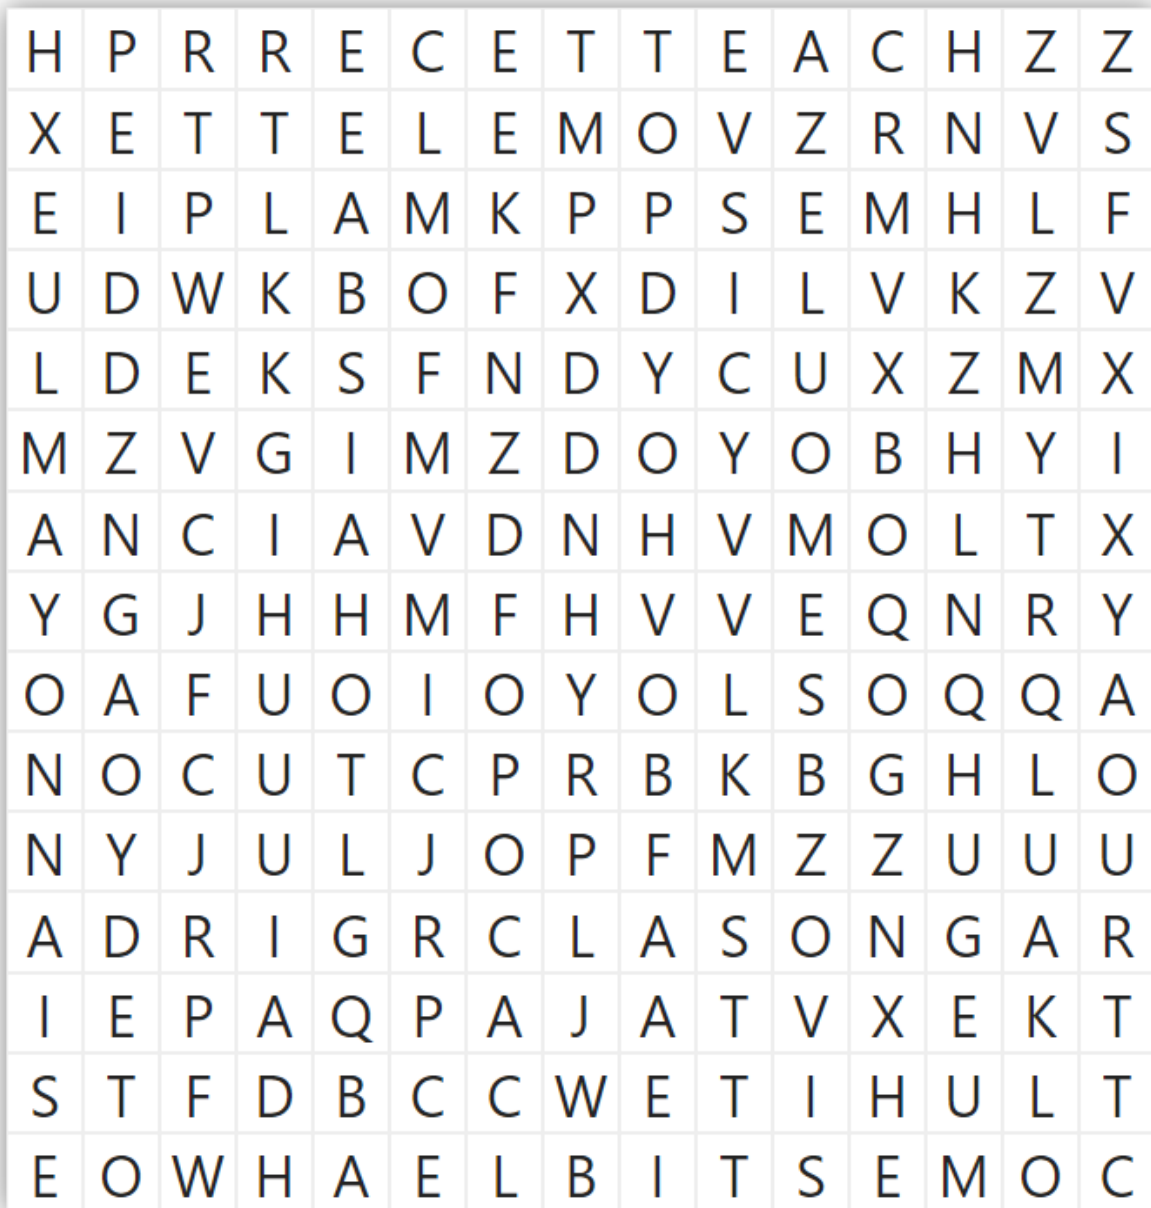 H P R R E C E T T E A C H Z Z
X E T T E L E M O V Z R N V S
E I P L A M K P P S E M H L F
U D W K B O F X D I L V K Z V
L D E K S F N D Y C U X Z M X
M Z V G I M Z D O Y O B H Y I
A N C I A V D N H V M O L T X
Y G J H H M F H V V E Q N R Y
O A F U O I O Y O L S O Q Q A
N O C U T C P R B K B G H L O
N Y J U L J O P F M Z Z U U U
A D R I G R C L A S O N G A R
I E P A Q P A J A T V X E K T
S T F D B C C W E T I H U L T
E O W H A E L B I T S E M O C